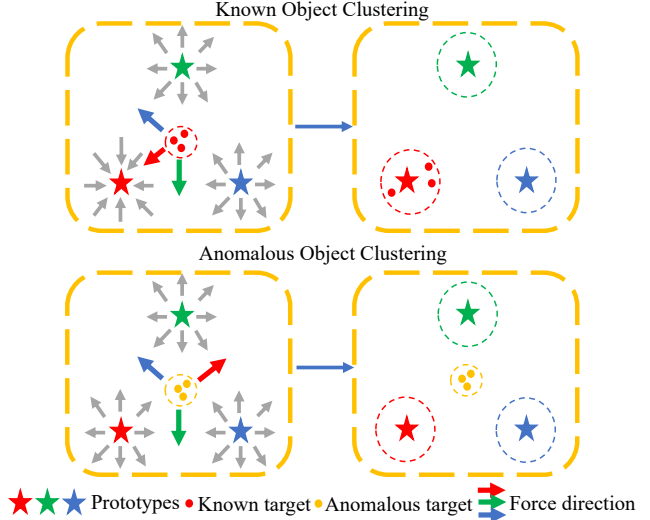 Known Object Clustering
Anomalous Object Clustering
Prototypes Known target Anomalous target Force direction